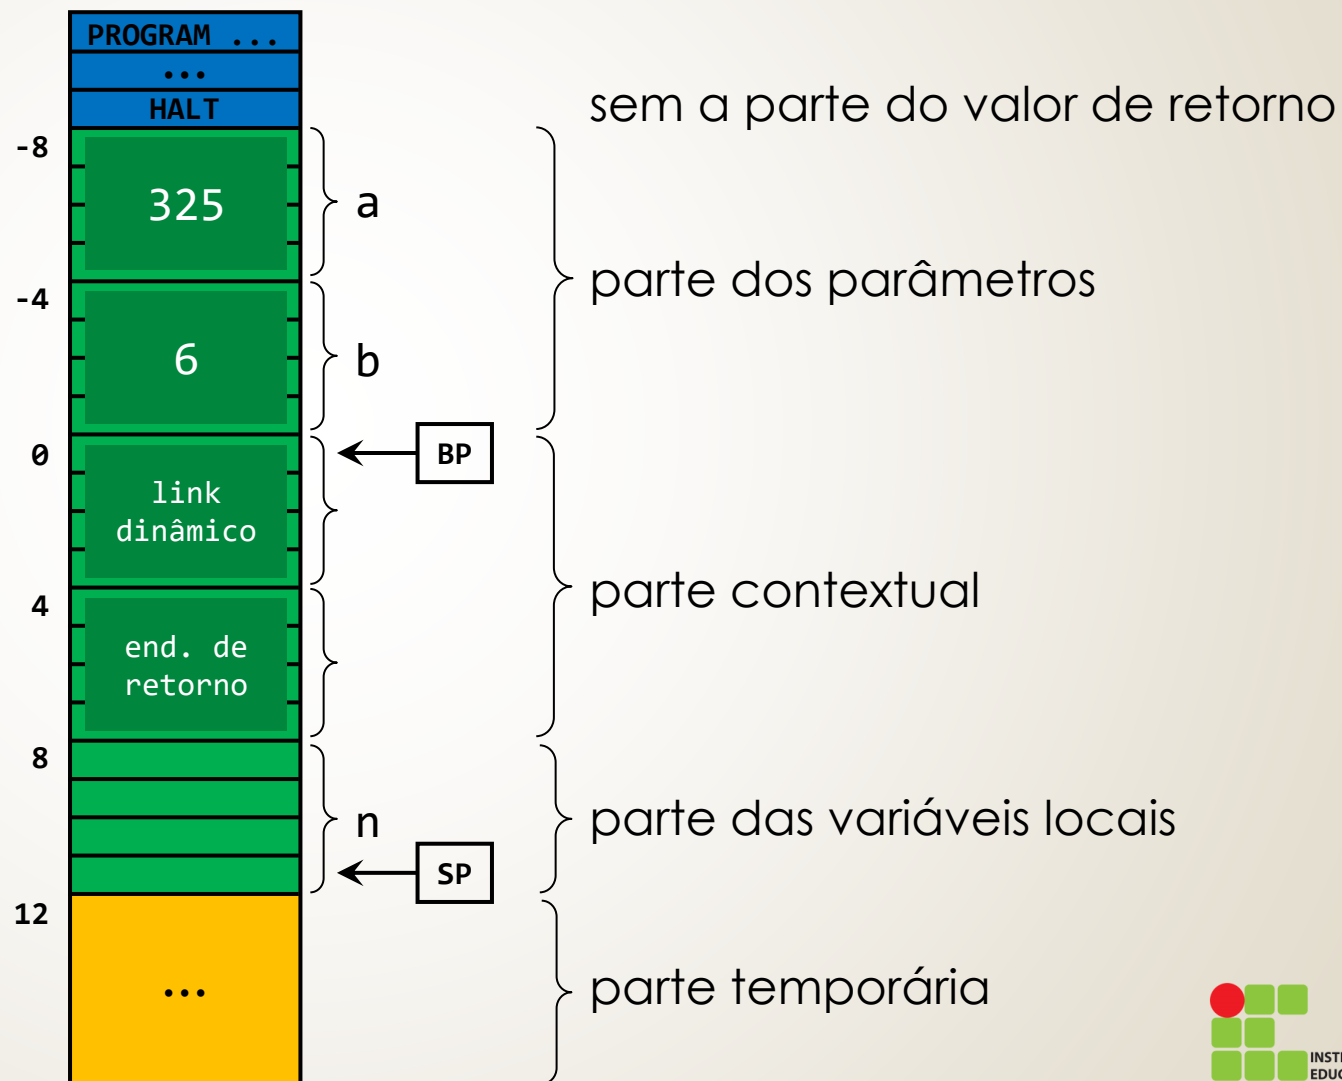 PROGRAM ...
...
HALT
sem a parte do valor de retorno
-8
325
a
parte dos parâmetros
-4
6
b
0
BP
link
dinâmico
parte contextual
4
end. de
retorno
8
n
parte das variáveis locais
SP
12
...
parte temporária